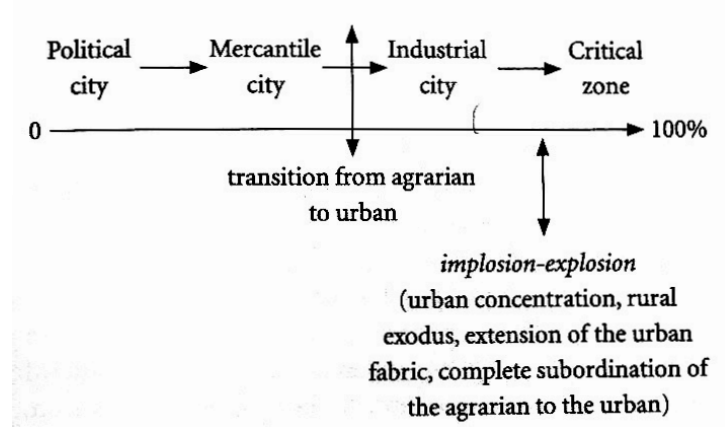 Political Mercantile Industrial Critical
city city city zone
0 100%
transition from agrarian
to urban
implosion-explosion
(urban concentration, rural
exodus, extension of the urban
fabric, complete subordination of
the agrarian to the urban)